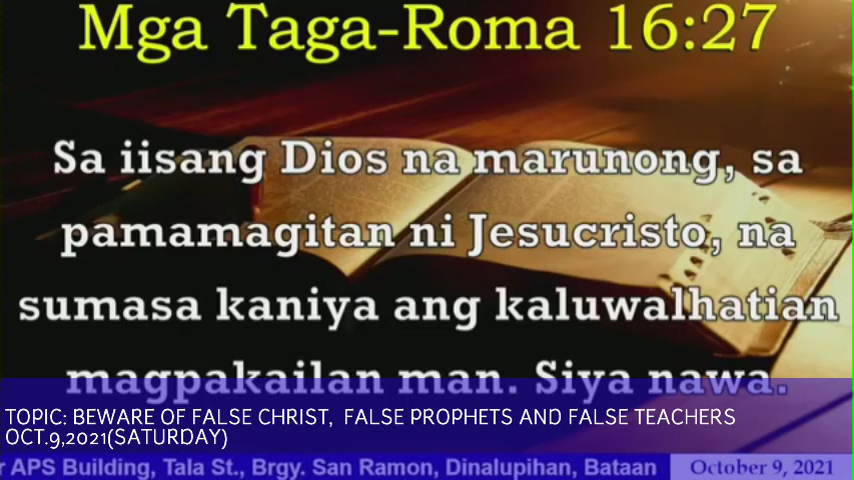 Mga Taga-Roma 16:27
Sa iisang Dios na marunong, sa
pamamagitan ni Jesucristo, na
sumasa kaniya ang kaluwalhatian
magpakailan man. Siya nawa.
TOPIC: BEWARE OF FALSE CHRIST, FALSE PROPHETS AND FALSE TEACHERS
OCT.9,2021(SATURDAY)
r APS Building, Tala St., Brgy. San Ramon, Dinalupihan, Bataan
October 9, 2021